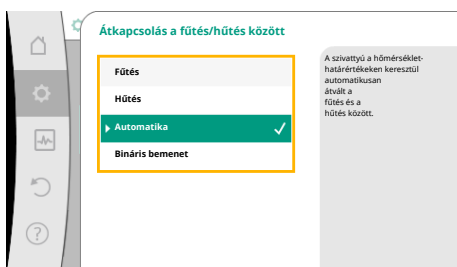 Átkapcsolás a fűtés/hűtés között
Fűtés
Hűtés
Automatika
Bináris bemenet
A szivattyú a hőmérséklet-
határértékeken keresztül
automatikusan
átvált a
fűtés és a
hűtés között.